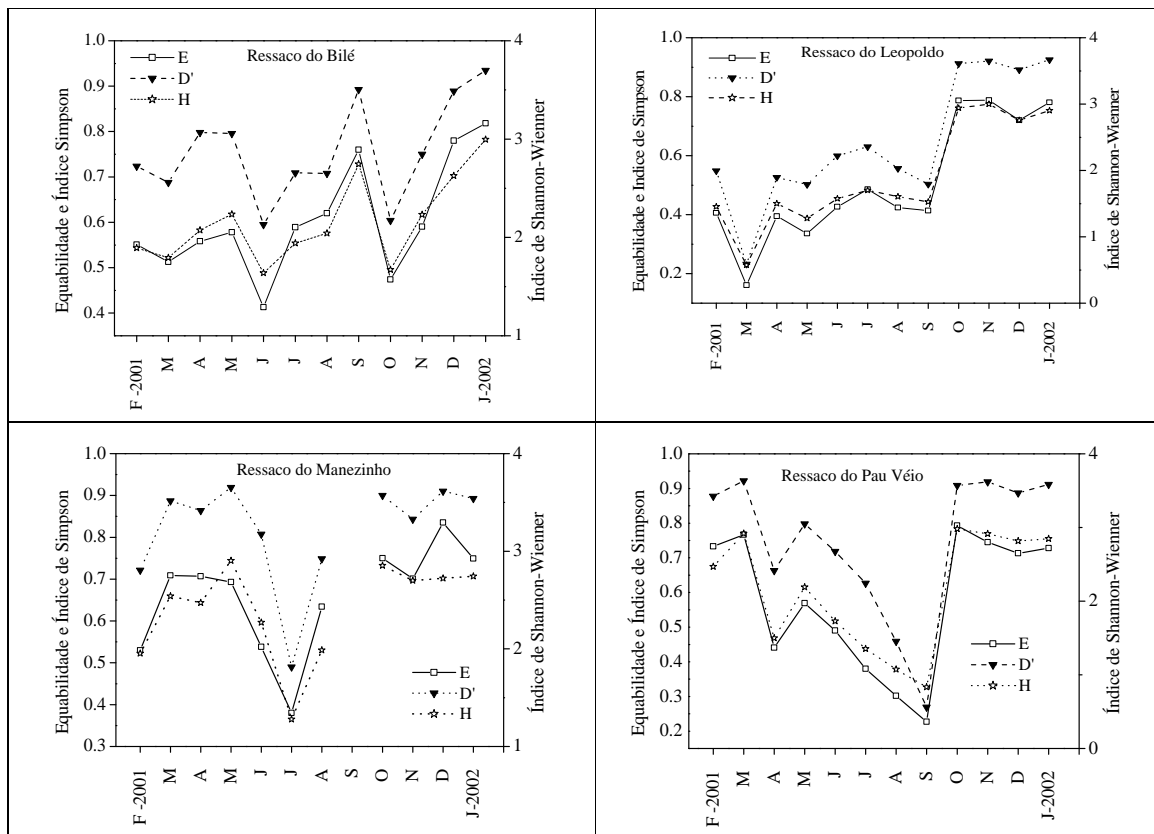 Ressaco do Bilé
E
D'
H
1.0
0.9
0.8
0.7
0.6
0.5
0.4
4
3
2
1
Equabilidade e Índice Simpson
Índice de Shannon-Wienner
F -2001
M
A
M
J
J
A
S
O
N
D
J-2002
Ressaco do Leopoldo
E
D'
H
1.0
0.8
0.6
0.4
0.2
4
3
2
1
0
Equabilidade e Indice de Simpson
Índice de Shannon-Wienner
F -2001
M
A
M
J
J
A
S
O
N
D
J-2002
Ressaco do Manezinho
E
D'
H
1.0
0.9
0.8
0.7
0.6
0.5
0.4
0.3
4
3
2
1
Equabilidade e Índice de Simpson
Índice de Shannon-Wienner
F -2001
M
A
M
J
J
A
S
O
N
D
J-2002
Ressaco do Pau Véio
E
D'
H
1.0
0.9
0.8
0.7
0.6
0.5
0.4
0.3
0.2
4
2
0
Equabilidade e Índice de Simpson
Índice de Shannon-Wienner
F -2001
M
A
M
J
J
A
S
O
N
D
J-2002